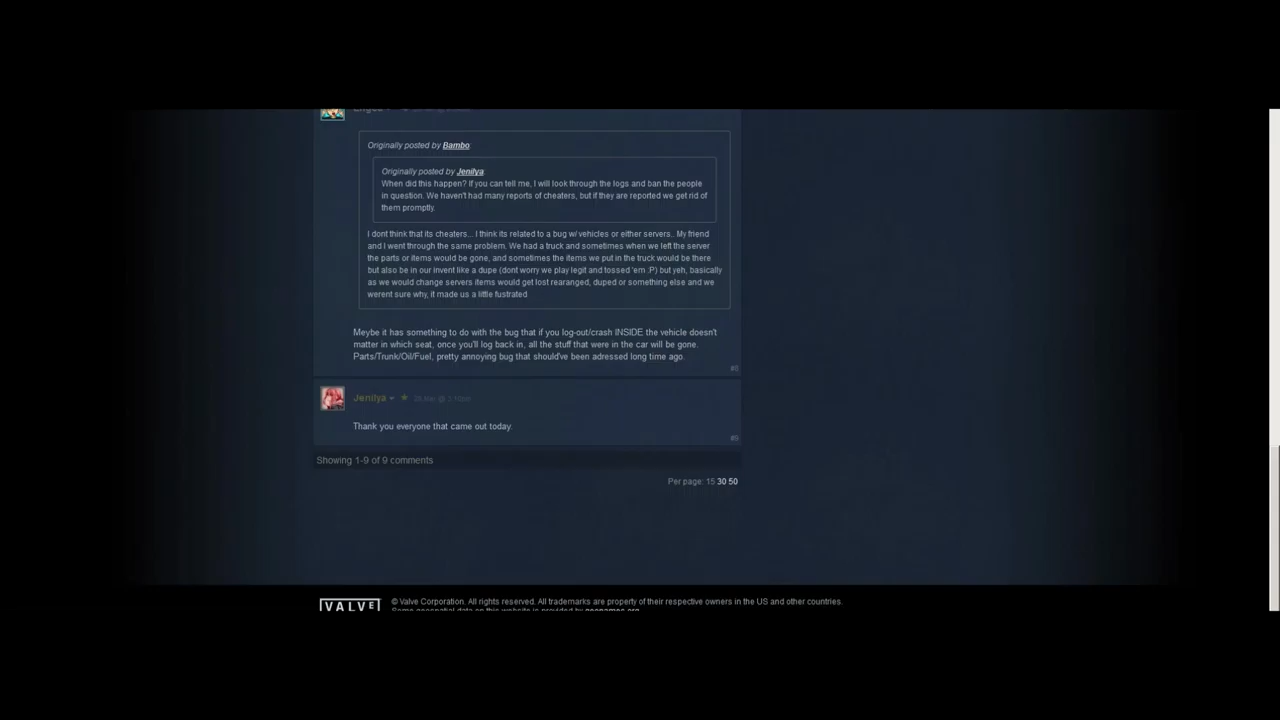 Originally posted by Bambo:
Originally posted by Jenilya:
When did this happen? If you can tell me, I will look through the logs and ban the people
in question. We haven't had many reports of cheaters, but if they are reported we get rid of
them promptly.
I dont think that its cheaters... I think its related to a bug w/ vehicles or either servers.. My friend
and I went through the same problem. We had a truck and sometimes when we left the server
the parts or items would be gone, and sometimes the items we put in the truck would be there
but also be in our invent like a dupe (dont worry we play legit and tossed 'em :P) but yeh, basically
as we would change servers items would get lost rearanged, duped or something else and we
werent sure why, it made us a little fustrated
Meybe it has something to do with the bug that if you log-out/crash INSIDE the vehicle doesn't
matter in which seat, once you'll log back in, all the stuff that were in the car will be gone.
Parts/Trunk/Oil/Fuel, pretty annoying bug that should've been adressed long time ago.
#8
Jenilya
Thank you everyone that came out today.
#9
Showing 1-9 of 9 comments
Per page: 15 30 50
VALVE
© Valve Corporation. All rights reserved. All trademarks are property of their respective owners in the US and other countries.
Some geospatial data on this website is provided by geonames.org.